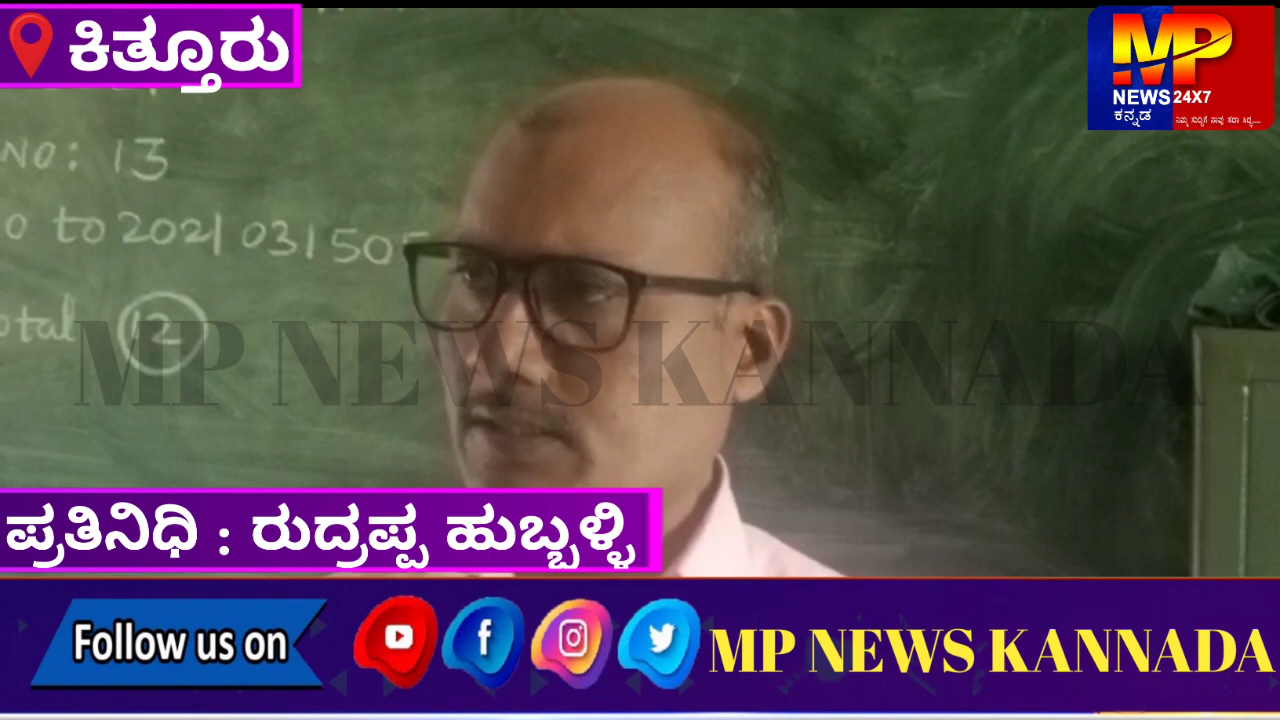 ಕಿತ್ತೂರು
MP
NEWS 24X7
ಕನ್ನಡ
NO: 13
0 to 2021031505
otal 12
MP NEWS KANNADA
ಪ್ರತಿನಿಧಿ : ರುದ್ರಪ್ಪ ಹುಬ್ಬಳ್ಳಿ
Follow us on
MP NEWS KANNADA